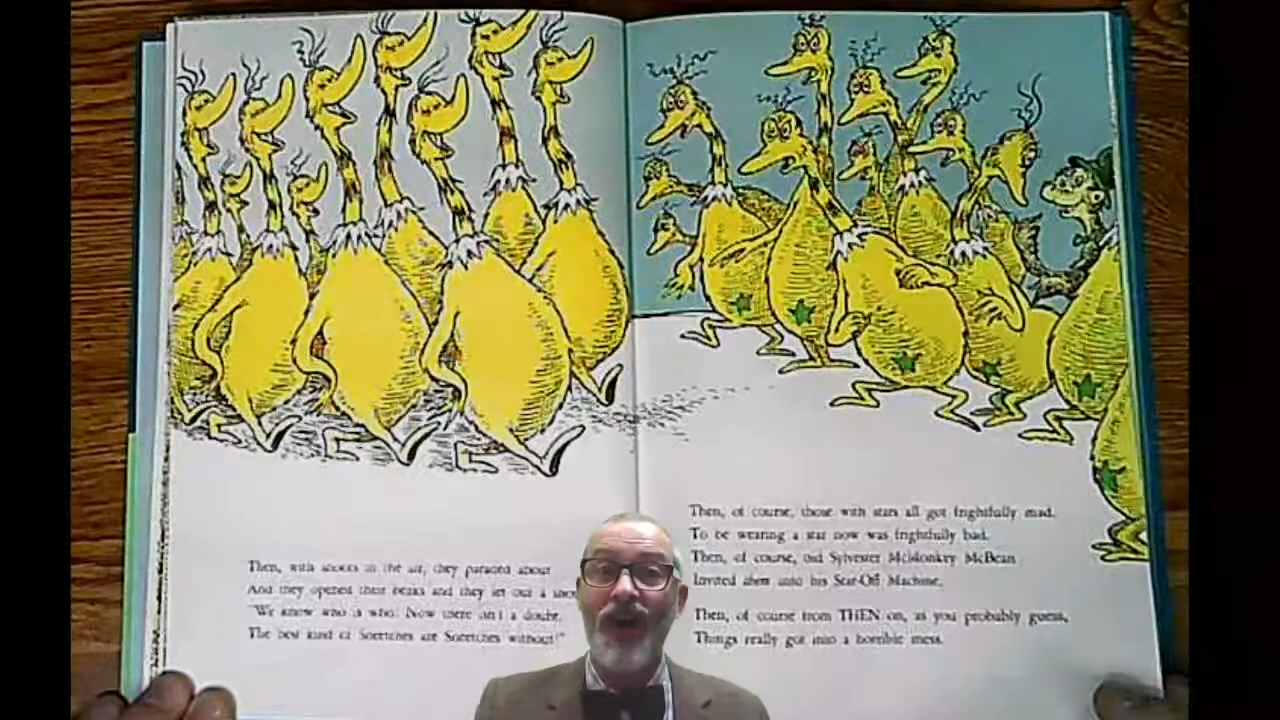 Then, with snoots in the air, they paraded about
And they opened their beaks and they let out a
"We know who is who! Now there isn't a doubt.
The best kind of Sneetches are Sneetches without!"
Then, of course, those with stars all got frightfully mad.
To be wearing a star now was frightfully bad.
Then, of course, old Sylvester McMonkey McBean
Invited them into his Star-Off Machine.
Then, of course from THEN on, as you probably guess,
Things really got into a horrible mess.